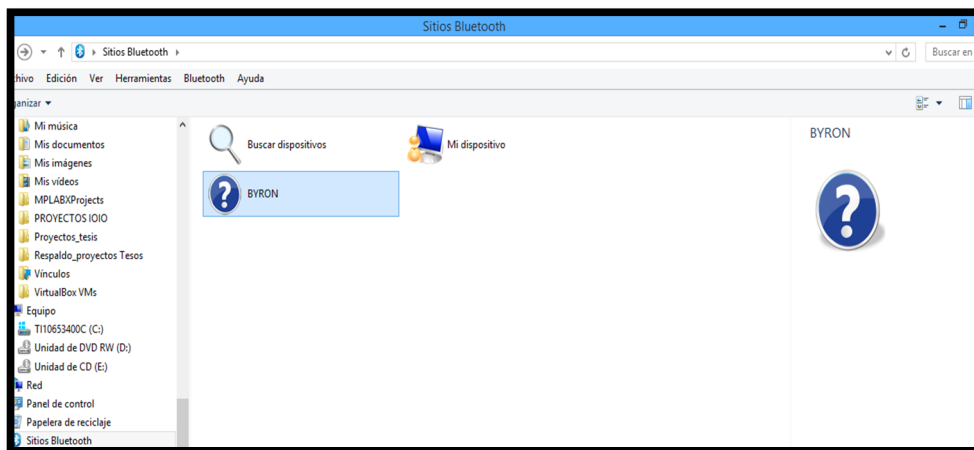 Sitios Bluetooth
Sitios Bluetooth
Buscar en
hivo Edición Ver Herramientas Bluetooth Ayuda
ganizar
Mi música
Mis documentos
Mis imágenes
Mis vídeos
MPLABXProjects
PROYECTOS IOIO
Proyectos_tesis
Respaldo_proyectos Tesos
Vínculos
VirtualBox VMs
Equipo
TI10653400C (C:)
Unidad de DVD RW (D:)
Unidad de CD (E:)
Red
Panel de control
Papelera de reciclaje
Sitios Bluetooth
Buscar dispositivos
Mi dispositivo
BYRON
BYRON